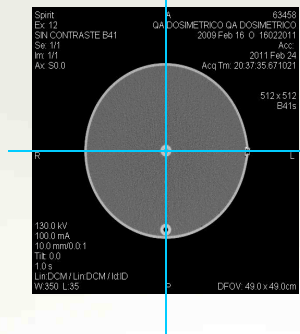 Spirit
Ex: 12
SIN CONTRASTE B41
Se: 1/1
Im: 1/1
Ax: S0.0
A
63458
QA DOSIMETRICO QA DOSIMETRICO
2009 Feb 16 O 16022011
Acc:
2011 Feb 24
Acq Tm: 20:37:35.671021
512 x 512
B41s
R
L
130.0 kV
100.0 mA
10.0 mm/0.0:1
Tilt: 0.0
1.0 s
Lin:DCM / Lin:DCM / Id:ID
W:350 L:35
P
DFOV: 49.0 x 49.0cm